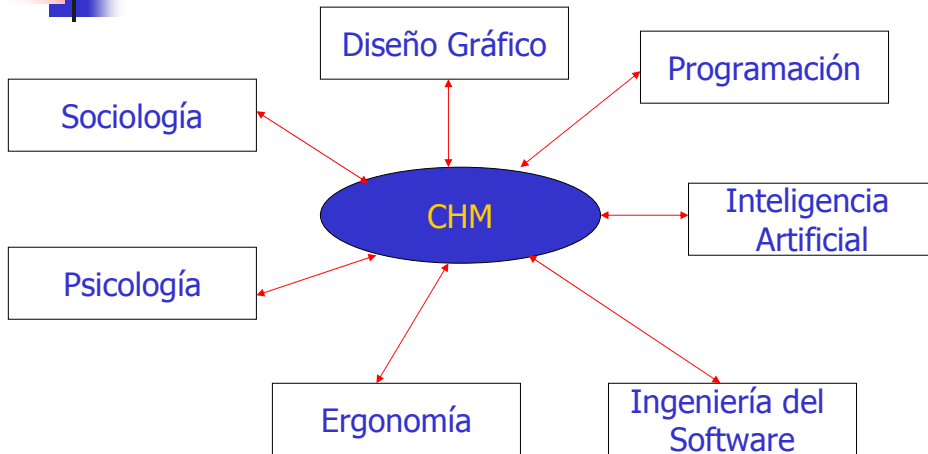 Diseño Gráfico
Programación
Sociología
CHM
Inteligencia
Artificial
Psicología
Ergonomía
Ingeniería del
Software